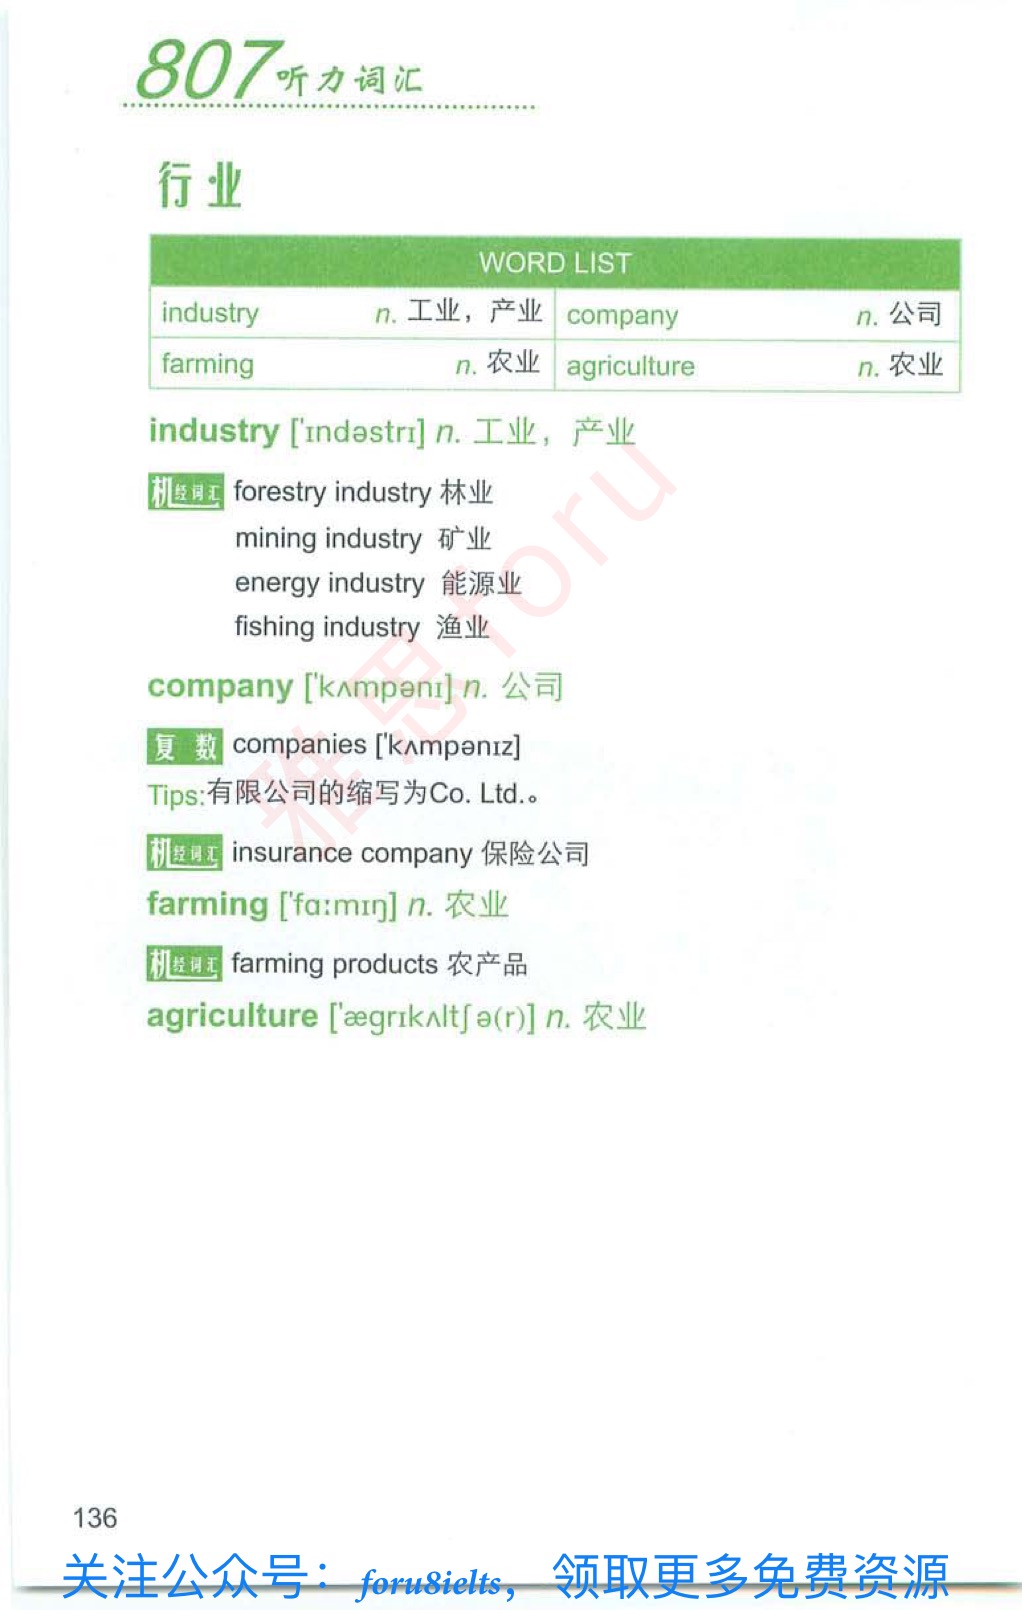 807听力词汇
行业
WORD LIST
industry n. 工业，产业 company n. 公司
farming n. 农业 agriculture n. 农业
industry ['ɪndəstrɪ] n. 工业，产业
机经词汇 forestry industry 林业
mining industry 矿业
energy industry 能源业
fishing industry 渔业
company ['kʌmpənɪ] n. 公司
复数 companies ['kʌmpənɪz]
Tips:有限公司的缩写为Co. Ltd.。
机经词汇 insurance company 保险公司
farming ['fɑːmɪŋ] n. 农业
机经词汇 farming products 农产品
agriculture ['ægrɪkʌltʃə(r)] n. 农业
雅思foru
136
关注公众号：foru8ielts，领取更多免费资源